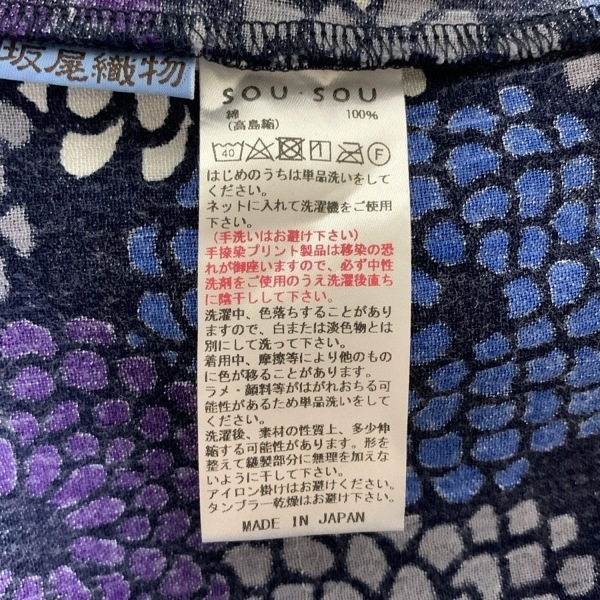 坂屋織物
SOU・SOU
綿 100%
(高島縮)
40 F
はじめのうちは単品洗いをして
ください。
ネットに入れて洗濯機をご使用
下さい。
(手洗いはお避け下さい)
手捺染プリント製品は移染の恐
れが御座いますので、必ず中性
洗剤をご使用のうえ洗濯後直ち
に陰干しして下さい。
洗濯中、色落ちすることがあり
ますので、白または淡色物とは
別にして洗って下さい。
着用中、摩擦等により他のもの
に色が移ることがあります。
ラメ・顔料等がはがれおちる可
能性があるため単品洗いをして
ください。
洗濯後、素材の性質上、多少伸
縮する可能性があります。形を
整えて縫製部分に無理を加えな
いように干して下さい。
アイロン掛けはお避けください。
タンブラー乾燥はお避け下さい。
MADE IN JAPAN